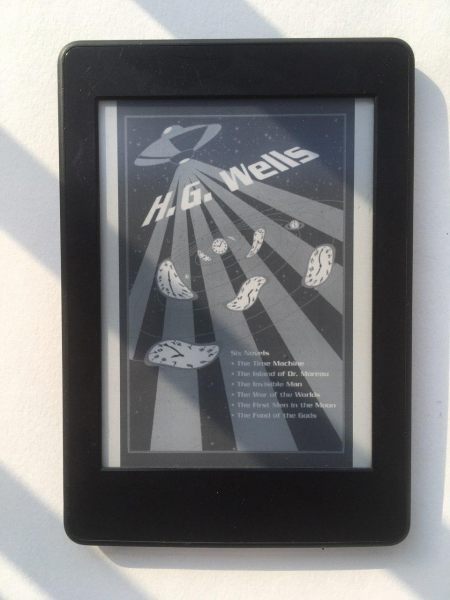 H.G. Wells
Six Novels
• The Time Machine
• The Island of Dr. Moreau
• The Invisible Man
• The War of the Worlds
• The First Men in the Moon
• The Food of the Gods